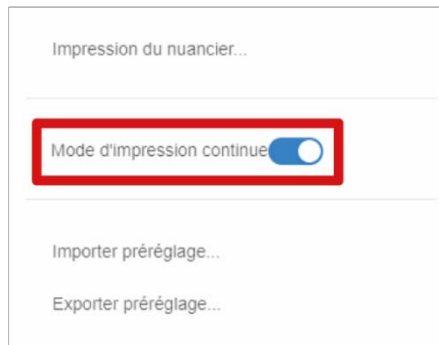 Impression du nuancier...
Mode d'impression continue
Importer préréglage...
Exporter préréglage...